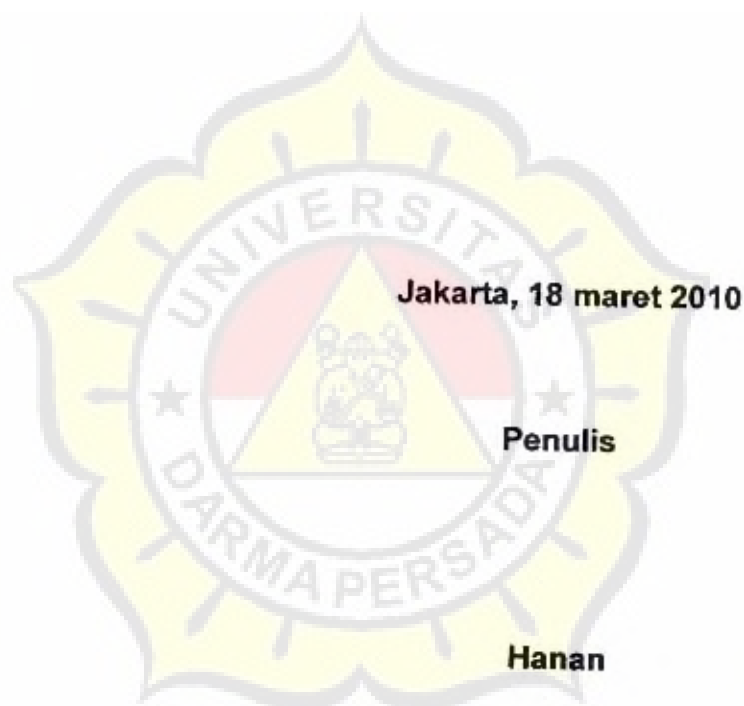 UNIVERSITAS
Jakarta, 18 maret 2010
Penulis
DARMA PERSADA
Hanan